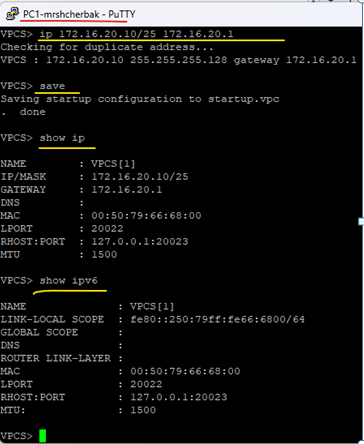 PC1-mrshcherbak - PuTTY
VPCS> ip 172.16.20.10/25 172.16.20.1
Checking for duplicate address...
VPCS : 172.16.20.10 255.255.255.128 gateway 172.16.20.1
VPCS> save
Saving startup configuration to startup.vpc
.  done
VPCS> show ip
NAME        : VPCS[1]
IP/MASK     : 172.16.20.10/25
GATEWAY     : 172.16.20.1
DNS         :
MAC         : 00:50:79:66:68:00
LPORT       : 20022
RHOST:PORT  : 127.0.0.1:20023
MTU         : 1500
VPCS> show ipv6
NAME              : VPCS[1]
LINK-LOCAL SCOPE  : fe80::250:79ff:fe66:6800/64
GLOBAL SCOPE      :
DNS               :
ROUTER LINK-LAYER :
MAC               : 00:50:79:66:68:00
LPORT             : 20022
RHOST:PORT        : 127.0.0.1:20023
MTU:              : 1500
VPCS>